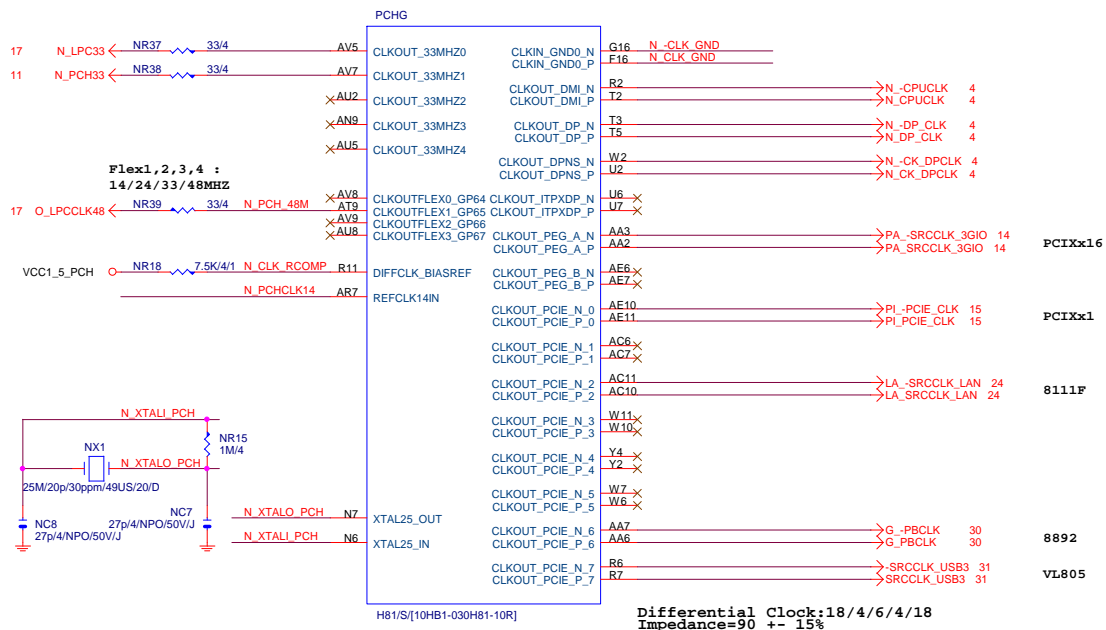 PCHG
17 N_LPC33 NR37 33/4 AV5 CLKOUT_33MHZ0
11 N_PCH33 NR38 33/4 AV7 CLKOUT_33MHZ1
AU2 CLKOUT_33MHZ2
AN9 CLKOUT_33MHZ3
AU5 CLKOUT_33MHZ4
Flex1,2,3,4 :
14/24/33/48MHZ
AV8 CLKOUTFLEX0_GP64
17 O_LPCCLK48 NR39 33/4 N_PCH_48M AT9 CLKOUTFLEX1_GP65
AV9 CLKOUTFLEX2_GP66
AU8 CLKOUTFLEX3_GP67
VCC1_5_PCH NR18 7.5K/4/1 N_CLK_RCOMP R11 DIFFCLK_BIASREF
N_PCHCLK14 AR7 REFCLK14IN
N_XTALI_PCH
NR15
1M/4
NX1
N_XTALO_PCH
25M/20p/30ppm/49US/20/D
NC8
27p/4/NPO/50V/J
NC7
27p/4/NPO/50V/J
N_XTALO_PCH N7 XTAL25_OUT
N_XTALI_PCH N6 XTAL25_IN
CLKIN_GND0_N G16 N_-CLK_GND
CLKIN_GND0_P F16 N_CLK_GND
CLKOUT_DMI_N R2 N_-CPUCLK 4
CLKOUT_DMI_P T2 N_CPUCLK 4
CLKOUT_DP_N T3 N_-DP_CLK 4
CLKOUT_DP_P T5 N_DP_CLK 4
CLKOUT_DPNS_N W2 N_-CK_DPCLK 4
CLKOUT_DPNS_P U2 N_CK_DPCLK 4
CLKOUT_ITPXDP_N U6
CLKOUT_ITPXDP_P U7
CLKOUT_PEG_A_N AA3 PA_-SRCCLK_3GIO 14
CLKOUT_PEG_A_P AA2 PA_SRCCLK_3GIO 14
PCIXx16
CLKOUT_PEG_B_N AE6
CLKOUT_PEG_B_P AE7
CLKOUT_PCIE_N_0 AE10 PI_-PCIE_CLK 15
CLKOUT_PCIE_P_0 AE11 PI_PCIE_CLK 15
PCIXx1
CLKOUT_PCIE_N_1 AC6
CLKOUT_PCIE_P_1 AC7
CLKOUT_PCIE_N_2 AC11 LA_-SRCCLK_LAN 24
CLKOUT_PCIE_P_2 AC10 LA_SRCCLK_LAN 24
8111F
CLKOUT_PCIE_N_3 W11
CLKOUT_PCIE_P_3 W10
CLKOUT_PCIE_N_4 Y4
CLKOUT_PCIE_P_4 Y2
CLKOUT_PCIE_N_5 W7
CLKOUT_PCIE_P_5 W6
CLKOUT_PCIE_N_6 AA7 G_-PBCLK 30
CLKOUT_PCIE_P_6 AA6 G_PBCLK 30
8892
CLKOUT_PCIE_N_7 R6 -SRCCLK_USB3 31
CLKOUT_PCIE_P_7 R7 SRCCLK_USB3 31
VL805
H81/S/[10HB1-030H81-10R]
Differential Clock:18/4/6/4/18
Impedance=90 +- 15%